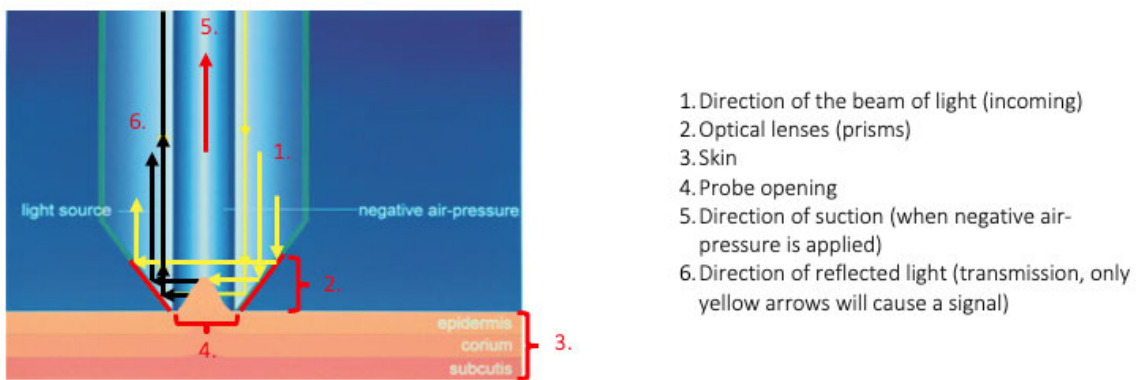 5.
6.
1.
light source
negative air-pressure
2.
epidermis
4.
corium
3.
subcutis
1. Direction of the beam of light (incoming)
2. Optical lenses (prisms)
3. Skin
4. Probe opening
5. Direction of suction (when negative air-
pressure is applied)
6. Direction of reflected light (transmission, only
yellow arrows will cause a signal)